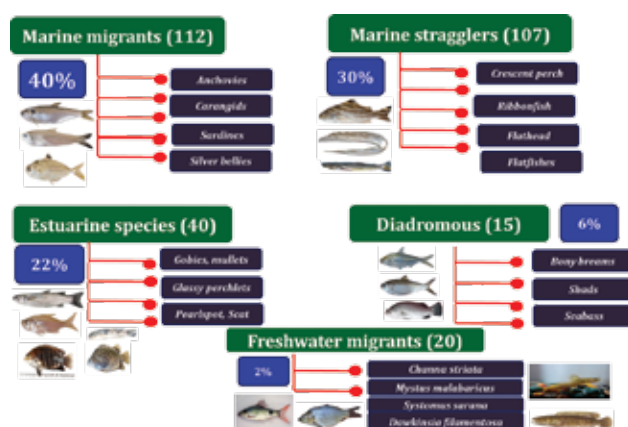 Marine migrants (112)
40%
Anchovies
Carangids
Sardines
Silver bellies
Marine stragglers (107)
30%
Crescent perch
Ribbonfish
Flathead
Flatfishes
Estuarine species (40)
22%
Gobies, mullets
Glassy perchlets
Pearlspot, Scat
Diadromous (15)
6%
Bony breams
Shads
Seabass
Freshwater migrants (20)
2%
Channa striata
Mystus malabaricus
Systomus sarana
Dawkinsia filamentosa